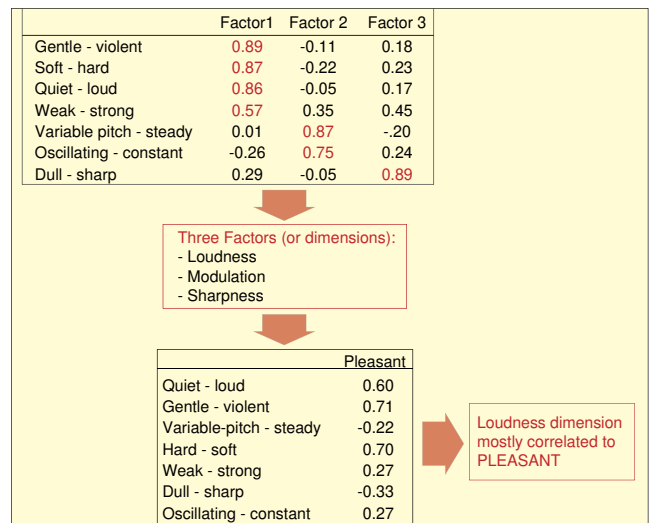 Factor1 Factor 2 Factor 3
Gentle - violent 0.89 -0.11 0.18
Soft - hard 0.87 -0.22 0.23
Quiet - loud 0.86 -0.05 0.17
Weak - strong 0.57 0.35 0.45
Variable pitch - steady 0.01 0.87 -.20
Oscillating - constant -0.26 0.75 0.24
Dull - sharp 0.29 -0.05 0.89
Three Factors (or dimensions):
- Loudness
- Modulation
- Sharpness
Pleasant
Quiet - loud 0.60
Gentle - violent 0.71
Variable-pitch - steady -0.22
Hard - soft 0.70
Weak - strong 0.27
Dull - sharp -0.33
Oscillating - constant 0.27
Loudness dimension
mostly correlated to
PLEASANT